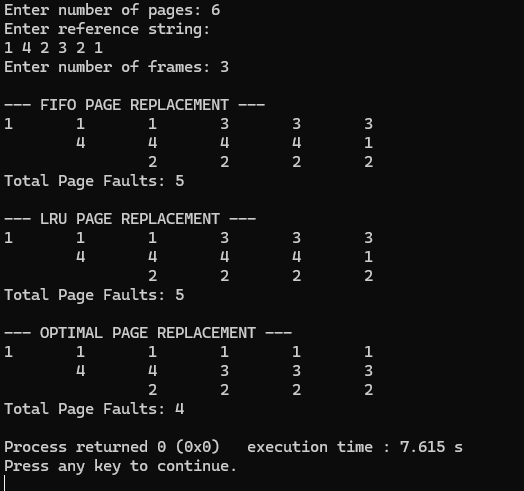 Enter number of pages: 6
Enter reference string:
1 4 2 3 2 1
Enter number of frames: 3
--- FIFO PAGE REPLACEMENT ---
1 1 1 3 3 3
4 4 4 4 1
2 2 2 2
Total Page Faults: 5
--- LRU PAGE REPLACEMENT ---
1 1 1 3 3 3
4 4 4 4 1
2 2 2 2
Total Page Faults: 5
--- OPTIMAL PAGE REPLACEMENT ---
1 1 1 1 1 1
4 4 3 3 3
2 2 2 2
Total Page Faults: 4
Process returned 0 (0x0) execution time : 7.615 s
Press any key to continue.